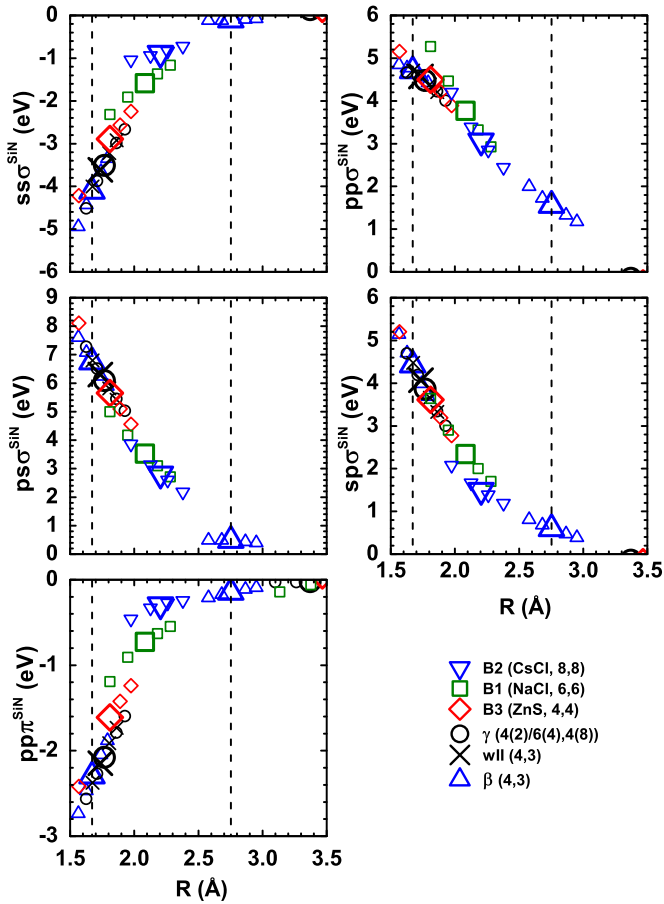 0
-1
-2
-3
-4
-5
-6
ssσ^SiN (eV)
6
5
4
3
2
1
0
ppσ^SiN (eV)
9
8
7
6
5
4
3
2
1
0
psσ^SiN (eV)
6
5
4
3
2
1
0
spσ^SiN (eV)
1.5 2.0 2.5 3.0 3.5
R (Å)
0
-1
-2
-3
ppπ^SiN (eV)
1.5 2.0 2.5 3.0 3.5
R (Å)
B2 (CsCl, 8,8)
B1 (NaCl, 6,6)
B3 (ZnS, 4,4)
γ (4(2)/6(4),4(8))
wII (4,3)
β (4,3)